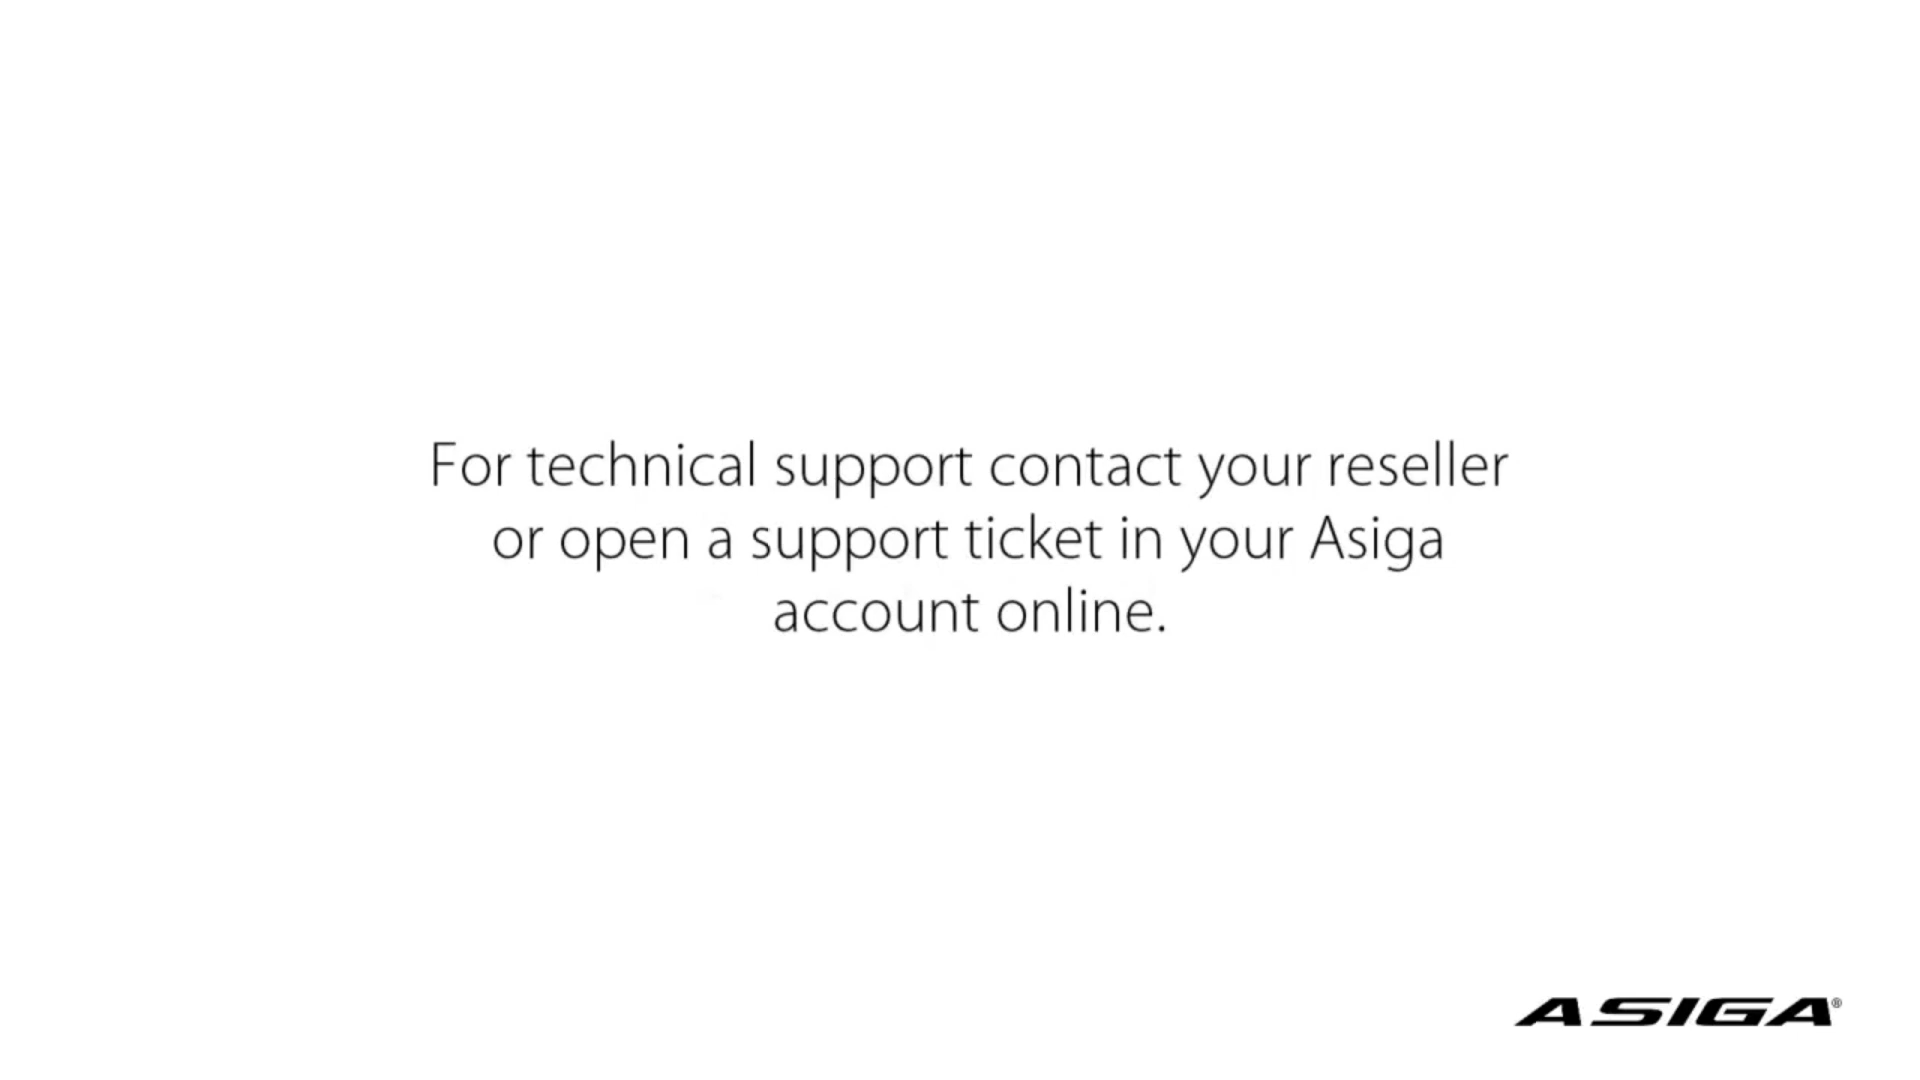 For technical support contact your reseller
or open a support ticket in your Asiga
account online.
ASIGA®